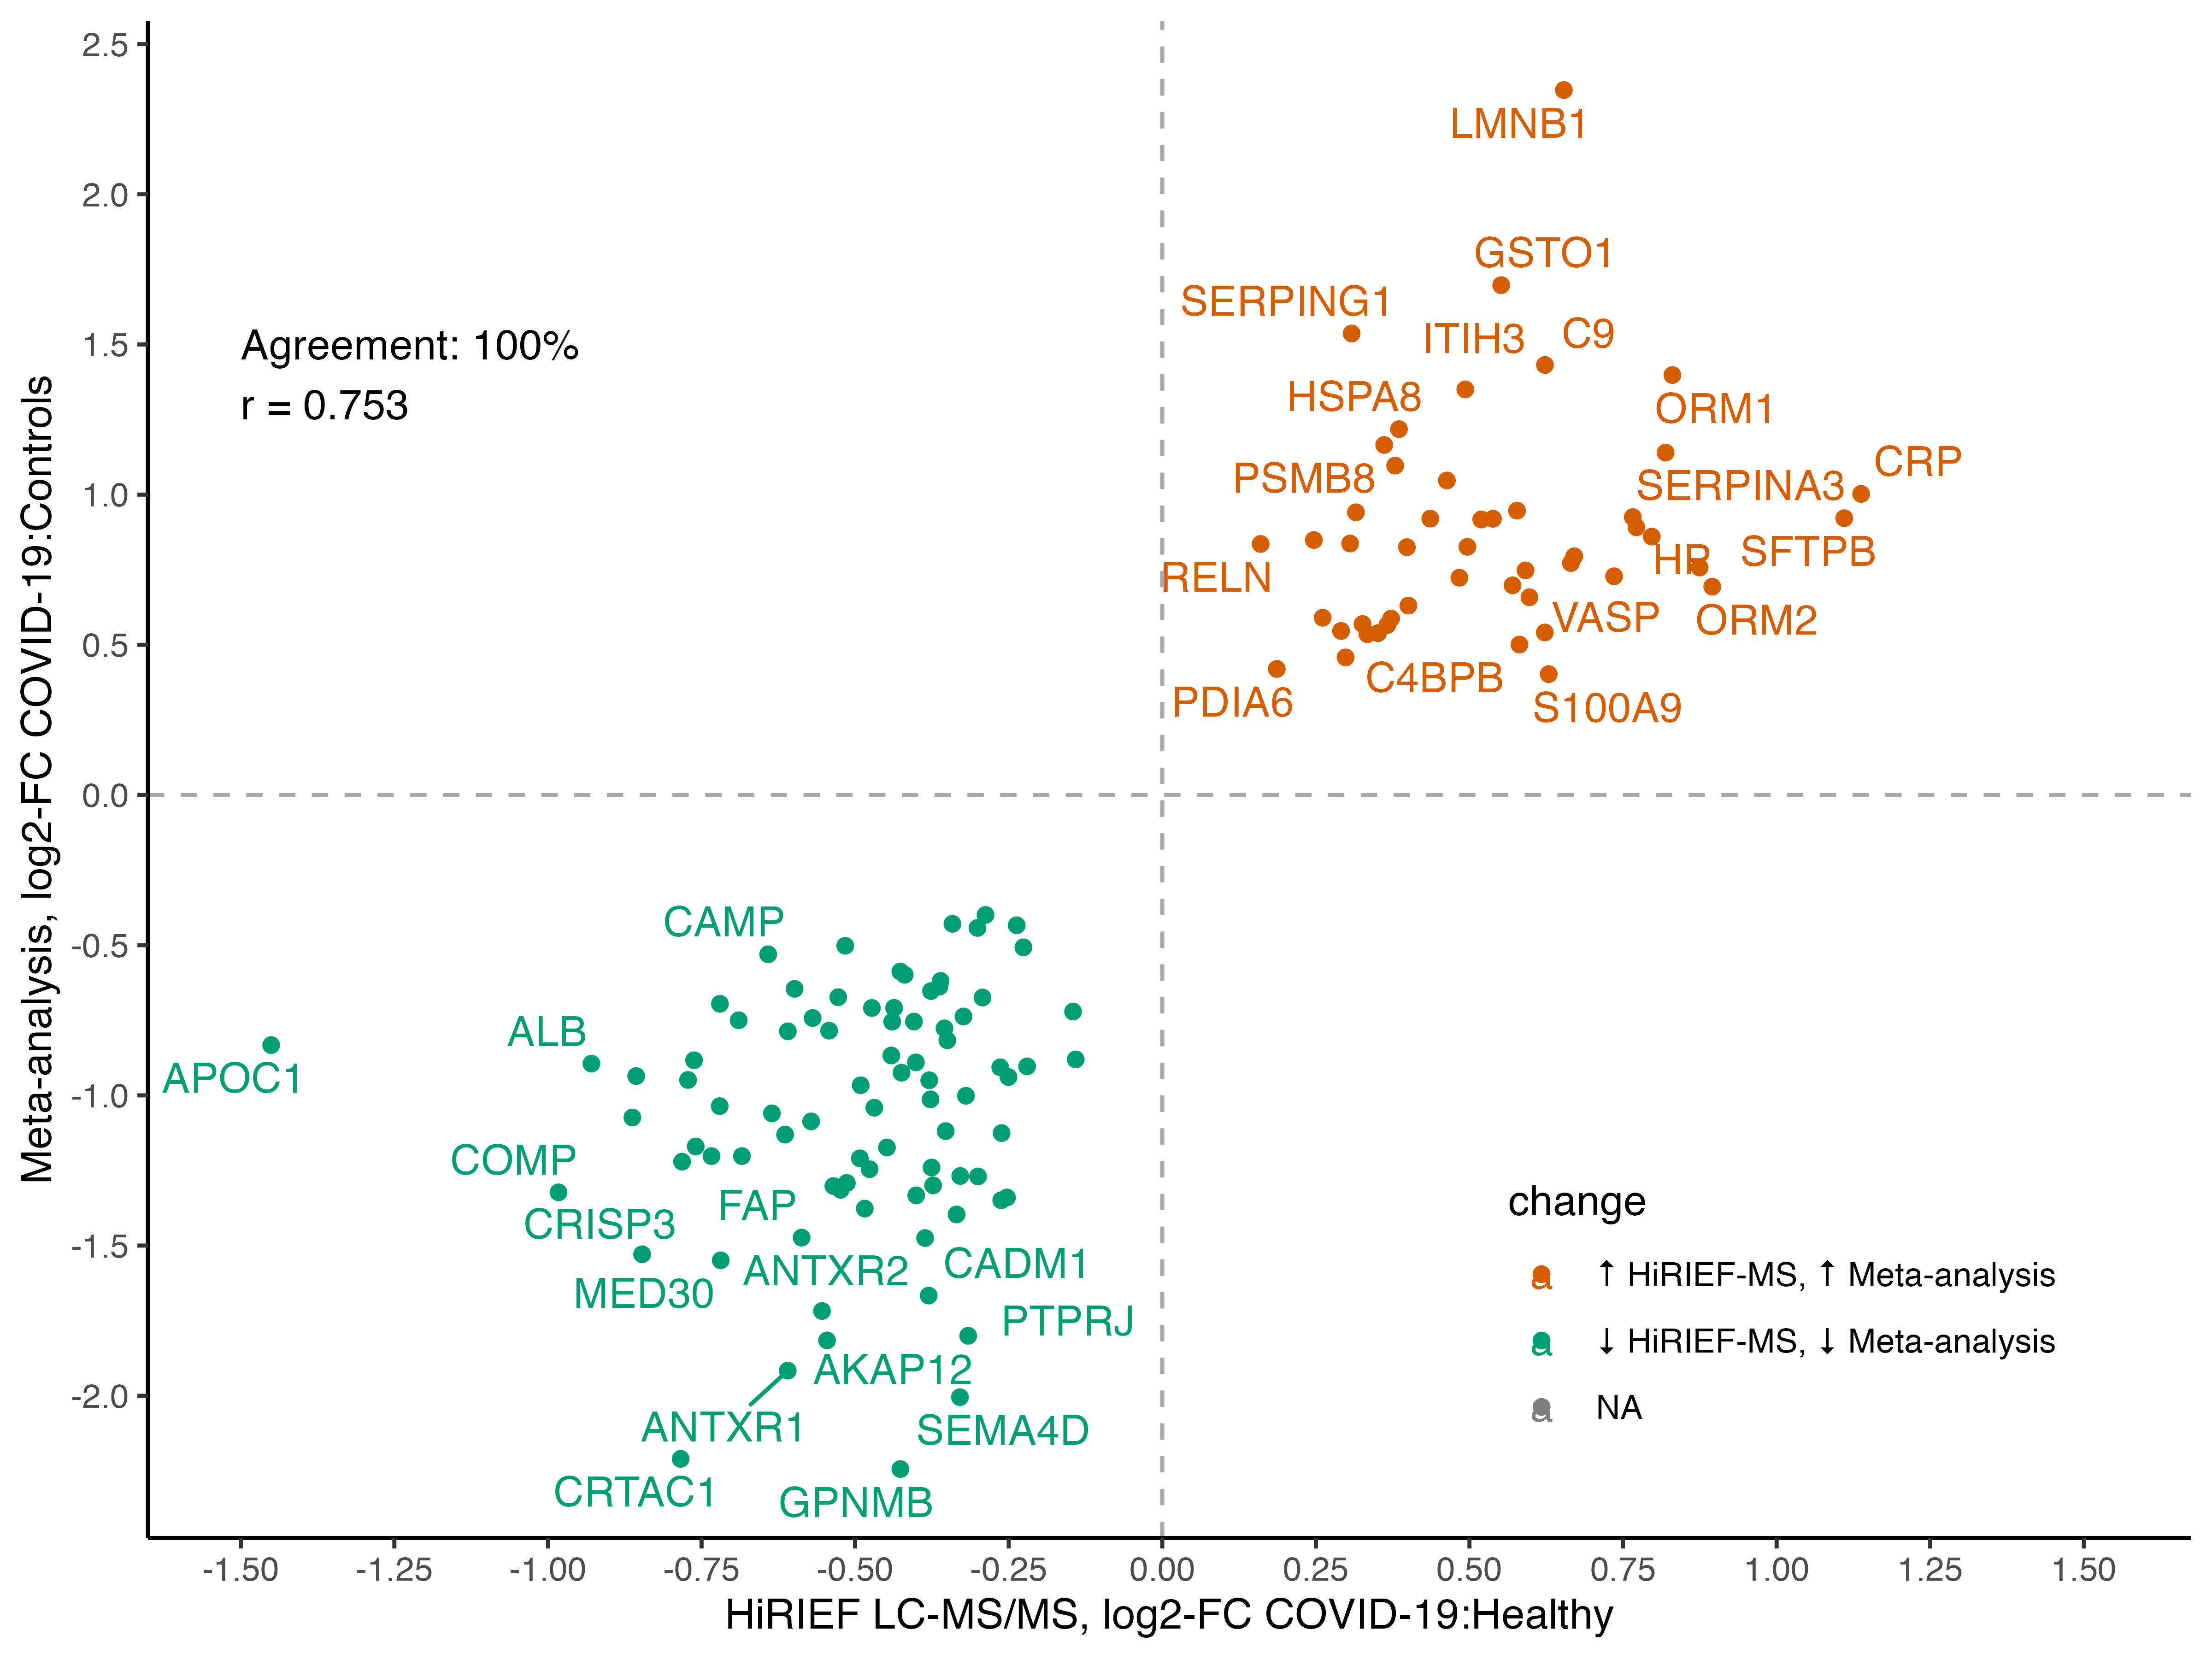 2.5
2.0
1.5
1.0
0.5
0.0
-0.5
-1.0
-1.5
-2.0
Meta-analysis, log2-FC COVID-19:Controls
Agreement: 100%
r = 0.753
LMNB1
GSTO1
SERPING1
ITIH3
C9
HSPA8
ORM1
CRP
PSMB8
SERPINA3
HP
SFTPB
RELN
VASP
ORM2
C4BPB
PDIA6
S100A9
CAMP
ALB
APOC1
COMP
FAP
CRISP3
ANTXR2
CADM1
MED30
PTPRJ
AKAP12
ANTXR1
SEMA4D
CRTAC1
GPNMB
change
a ↑ HiRIEF-MS, ↑ Meta-analysis
a ↓ HiRIEF-MS, ↓ Meta-analysis
a NA
-1.50 -1.25 -1.00 -0.75 -0.50 -0.25 0.00 0.25 0.50 0.75 1.00 1.25 1.50
HiRIEF LC-MS/MS, log2-FC COVID-19:Healthy